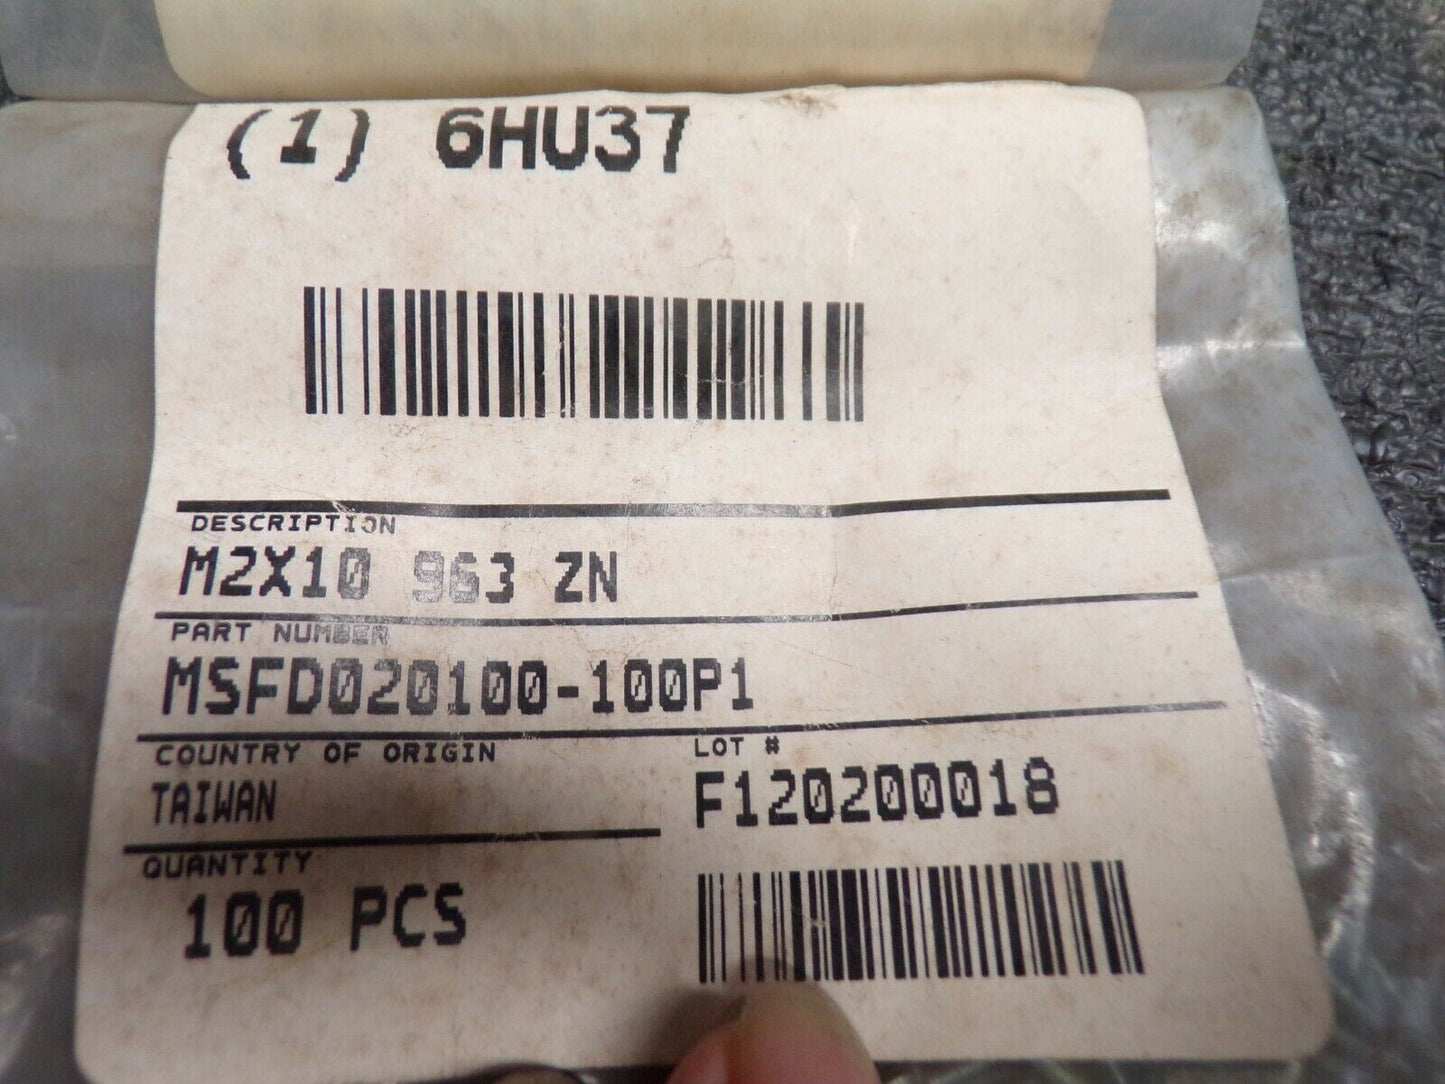 (1) 6HU37
DESCRIPTION
M2X10 963 ZN
PART NUMBER
MSFD020100-100P1
COUNTRY OF ORIGIN
TAIWAN
LOT #
F120200018
QUANTITY
100 PCS